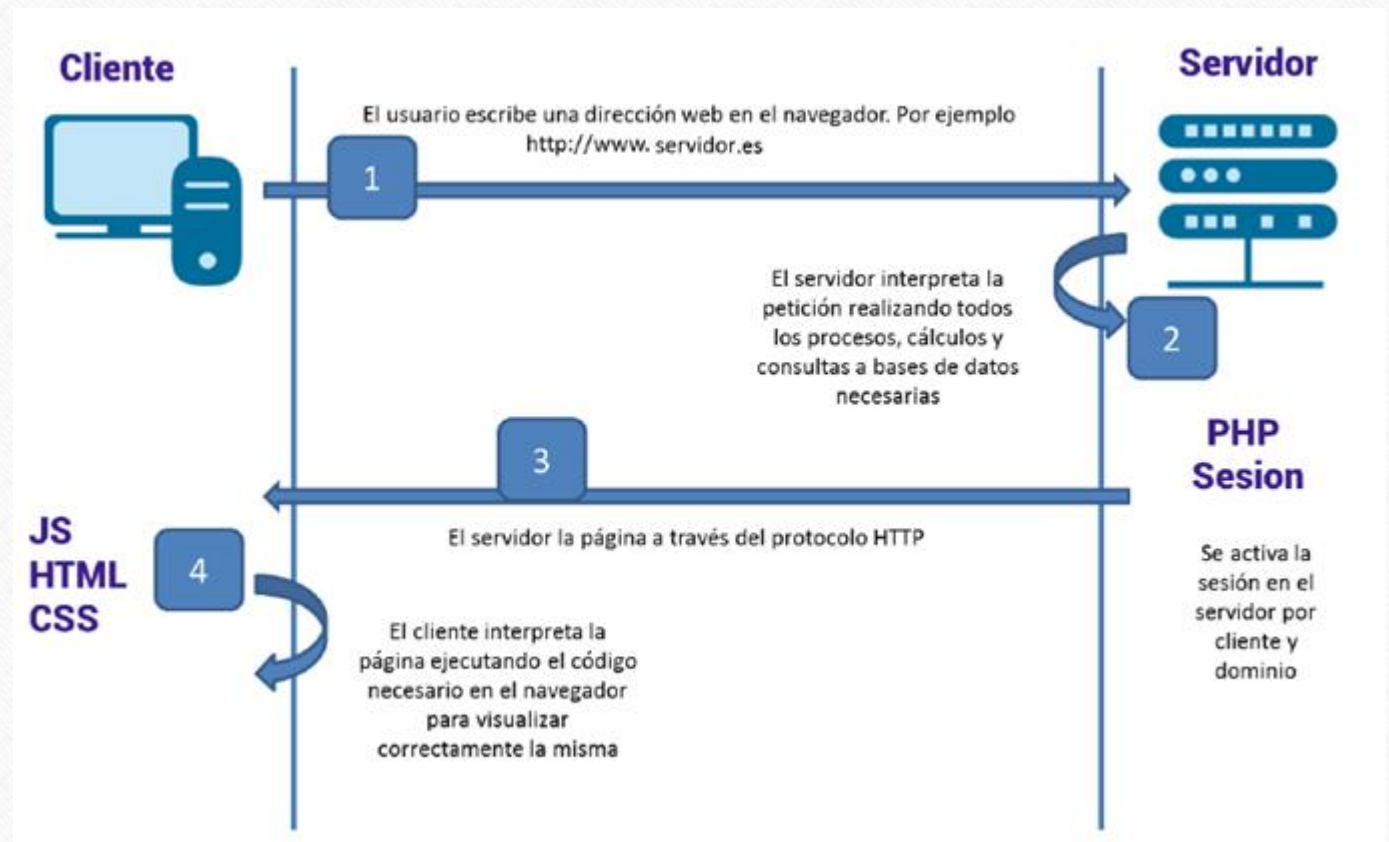 Cliente
Servidor
El usuario escribe una dirección web en el navegador. Por ejemplo
http://www. servidor.es
1
El servidor interpreta la
petición realizando todos
los procesos, cálculos y
consultas a bases de datos
necesarias
2
3
PHP
Sesion
El servidor la página a través del protocolo HTTP
JS
HTML
CSS
4
Se activa la
sesión en el
servidor por
cliente y
dominio
El cliente interpreta la
página ejecutando el código
necesario en el navegador
para visualizar
correctamente la misma